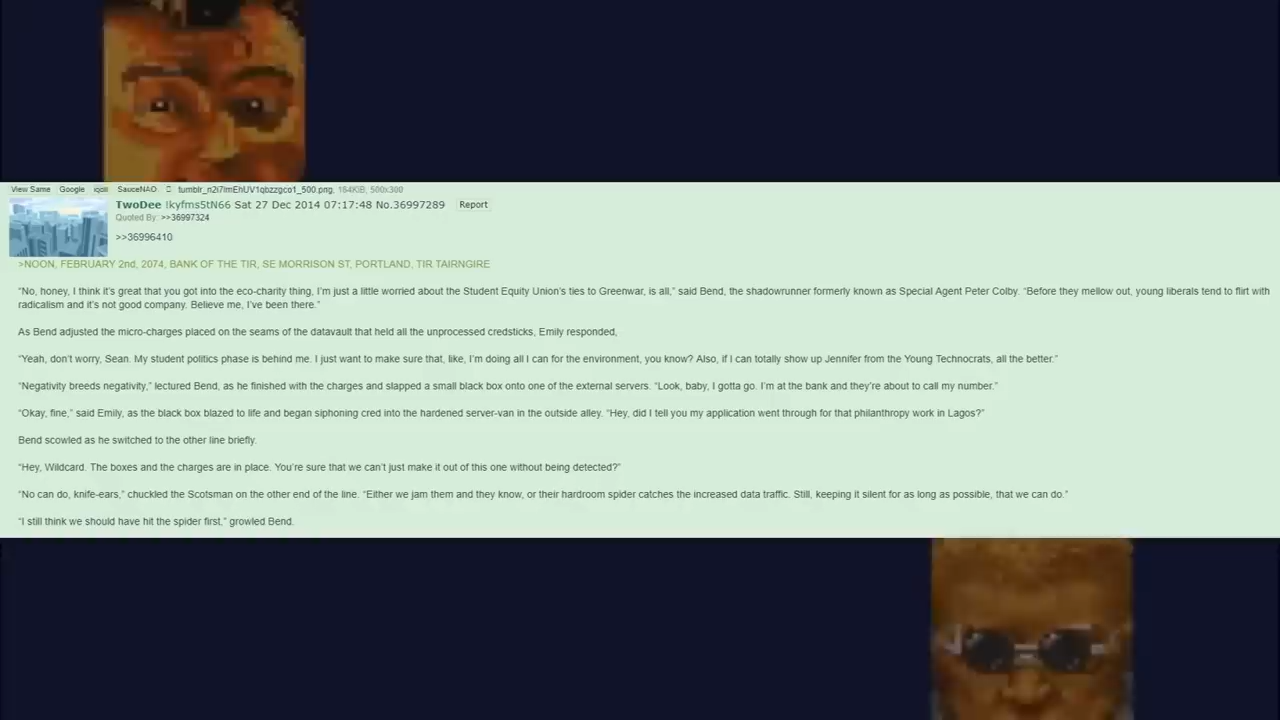 View Same Google iqdb SauceNAO tumblr_n2i7lmEhUV1qbzzgco1_500.png, 184KiB, 500x300
TwoDee !kyfms5tN66 Sat 27 Dec 2014 07:17:48 No.36997289 Report
Quoted By: >>36997324
>>36996410
>NOON, FEBRUARY 2nd, 2074, BANK OF THE TIR, SE MORRISON ST, PORTLAND, TIR TAIRNGIRE
“No, honey, I think it’s great that you got into the eco-charity thing, I’m just a little worried about the Student Equity Union’s ties to Greenwar, is all,” said Bend, the shadowrunner formerly known as Special Agent Peter Colby. “Before they mellow out, young liberals tend to flirt with
radicalism and it’s not good company. Believe me, I’ve been there.”
As Bend adjusted the micro-charges placed on the seams of the datavault that held all the unprocessed credsticks, Emily responded,
“Yeah, don’t worry, Sean. My student politics phase is behind me. I just want to make sure that, like, I’m doing all I can for the environment, you know? Also, if I can totally show up Jennifer from the Young Technocrats, all the better.”
“Negativity breeds negativity,” lectured Bend, as he finished with the charges and slapped a small black box onto one of the external servers. “Look, baby, I gotta go. I’m at the bank and they’re about to call my number.”
“Okay, fine,” said Emily, as the black box blazed to life and began siphoning cred into the hardened server-van in the outside alley. “Hey, did I tell you my application went through for that philanthropy work in Lagos?”
Bend scowled as he switched to the other line briefly.
“Hey, Wildcard. The boxes and the charges are in place. You’re sure that we can’t just make it out of this one without being detected?”
“No can do, knife-ears,” chuckled the Scotsman on the other end of the line. “Either we jam them and they know, or their hardroom spider catches the increased data traffic. Still, keeping it silent for as long as possible, that we can do.”
“I still think we should have hit the spider first,” growled Bend.